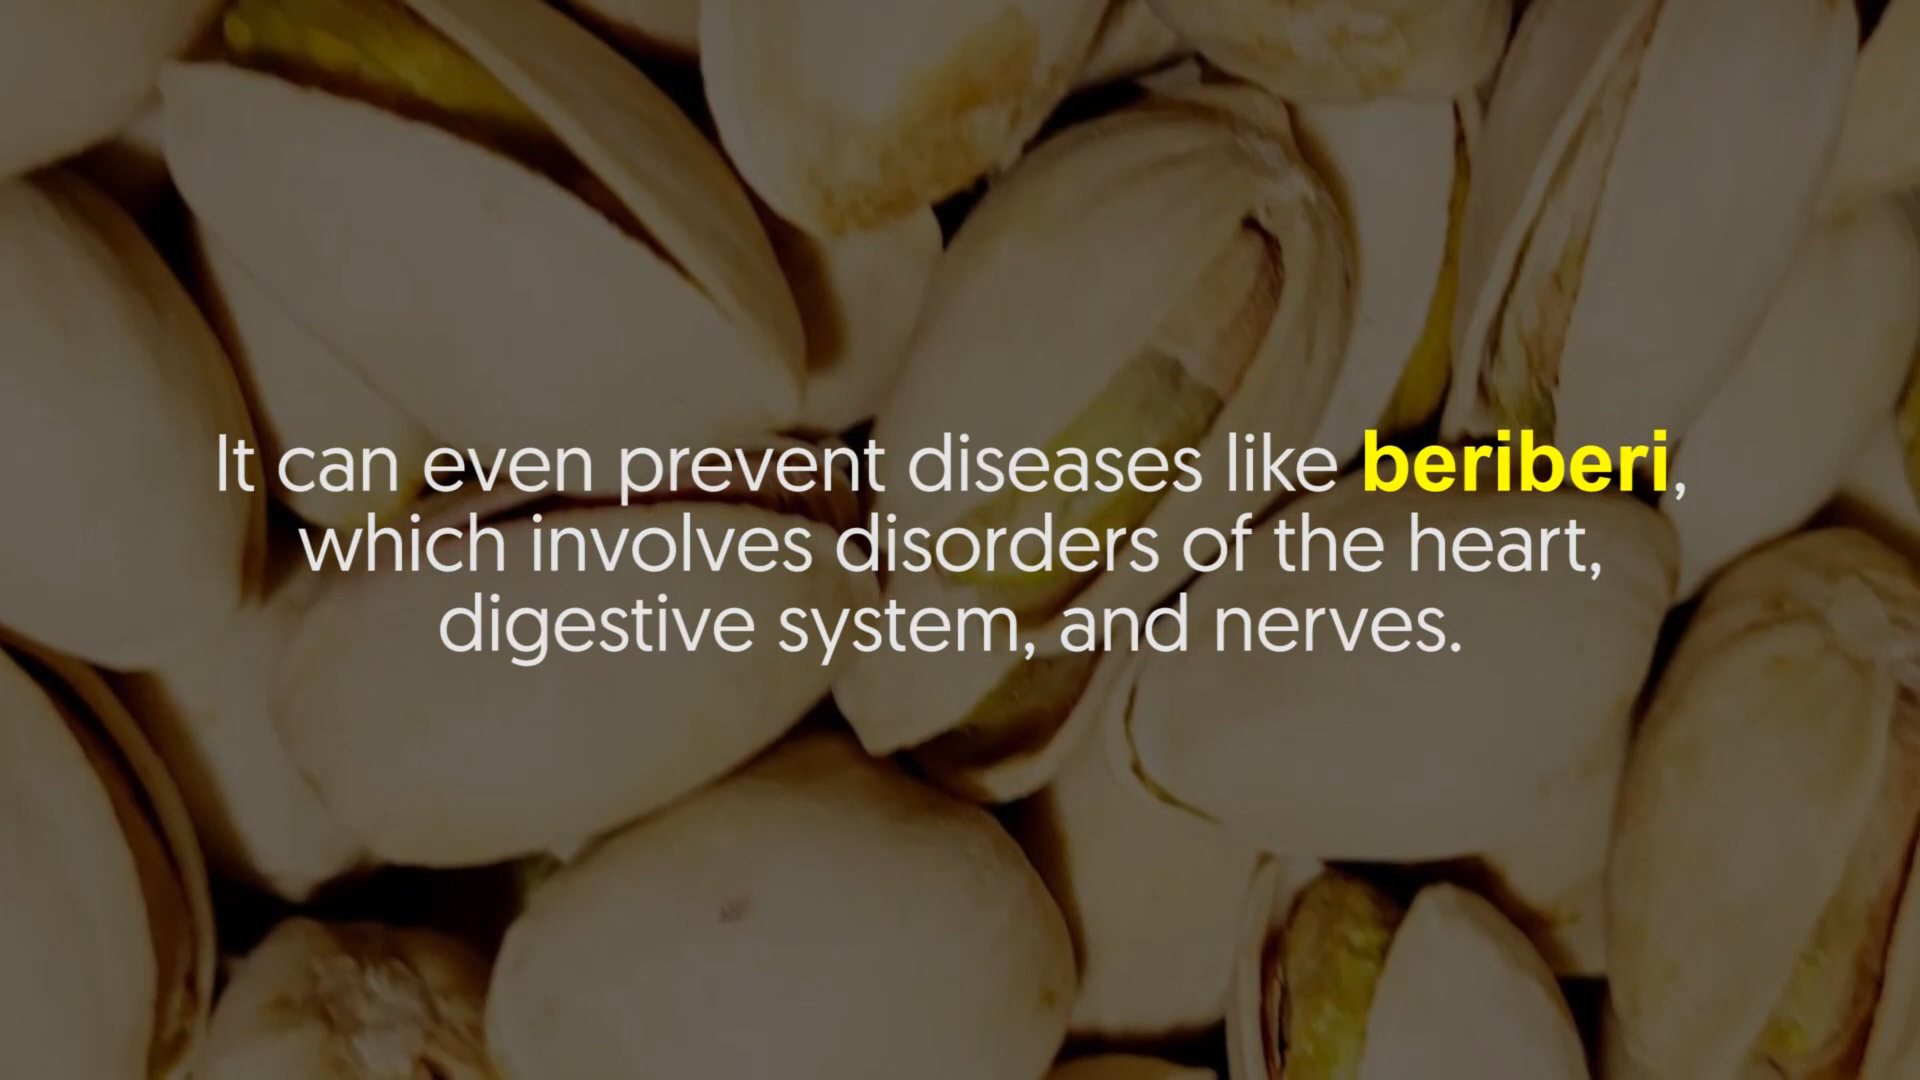 It can even prevent diseases like beriberi,
which involves disorders of the heart,
digestive system, and nerves.